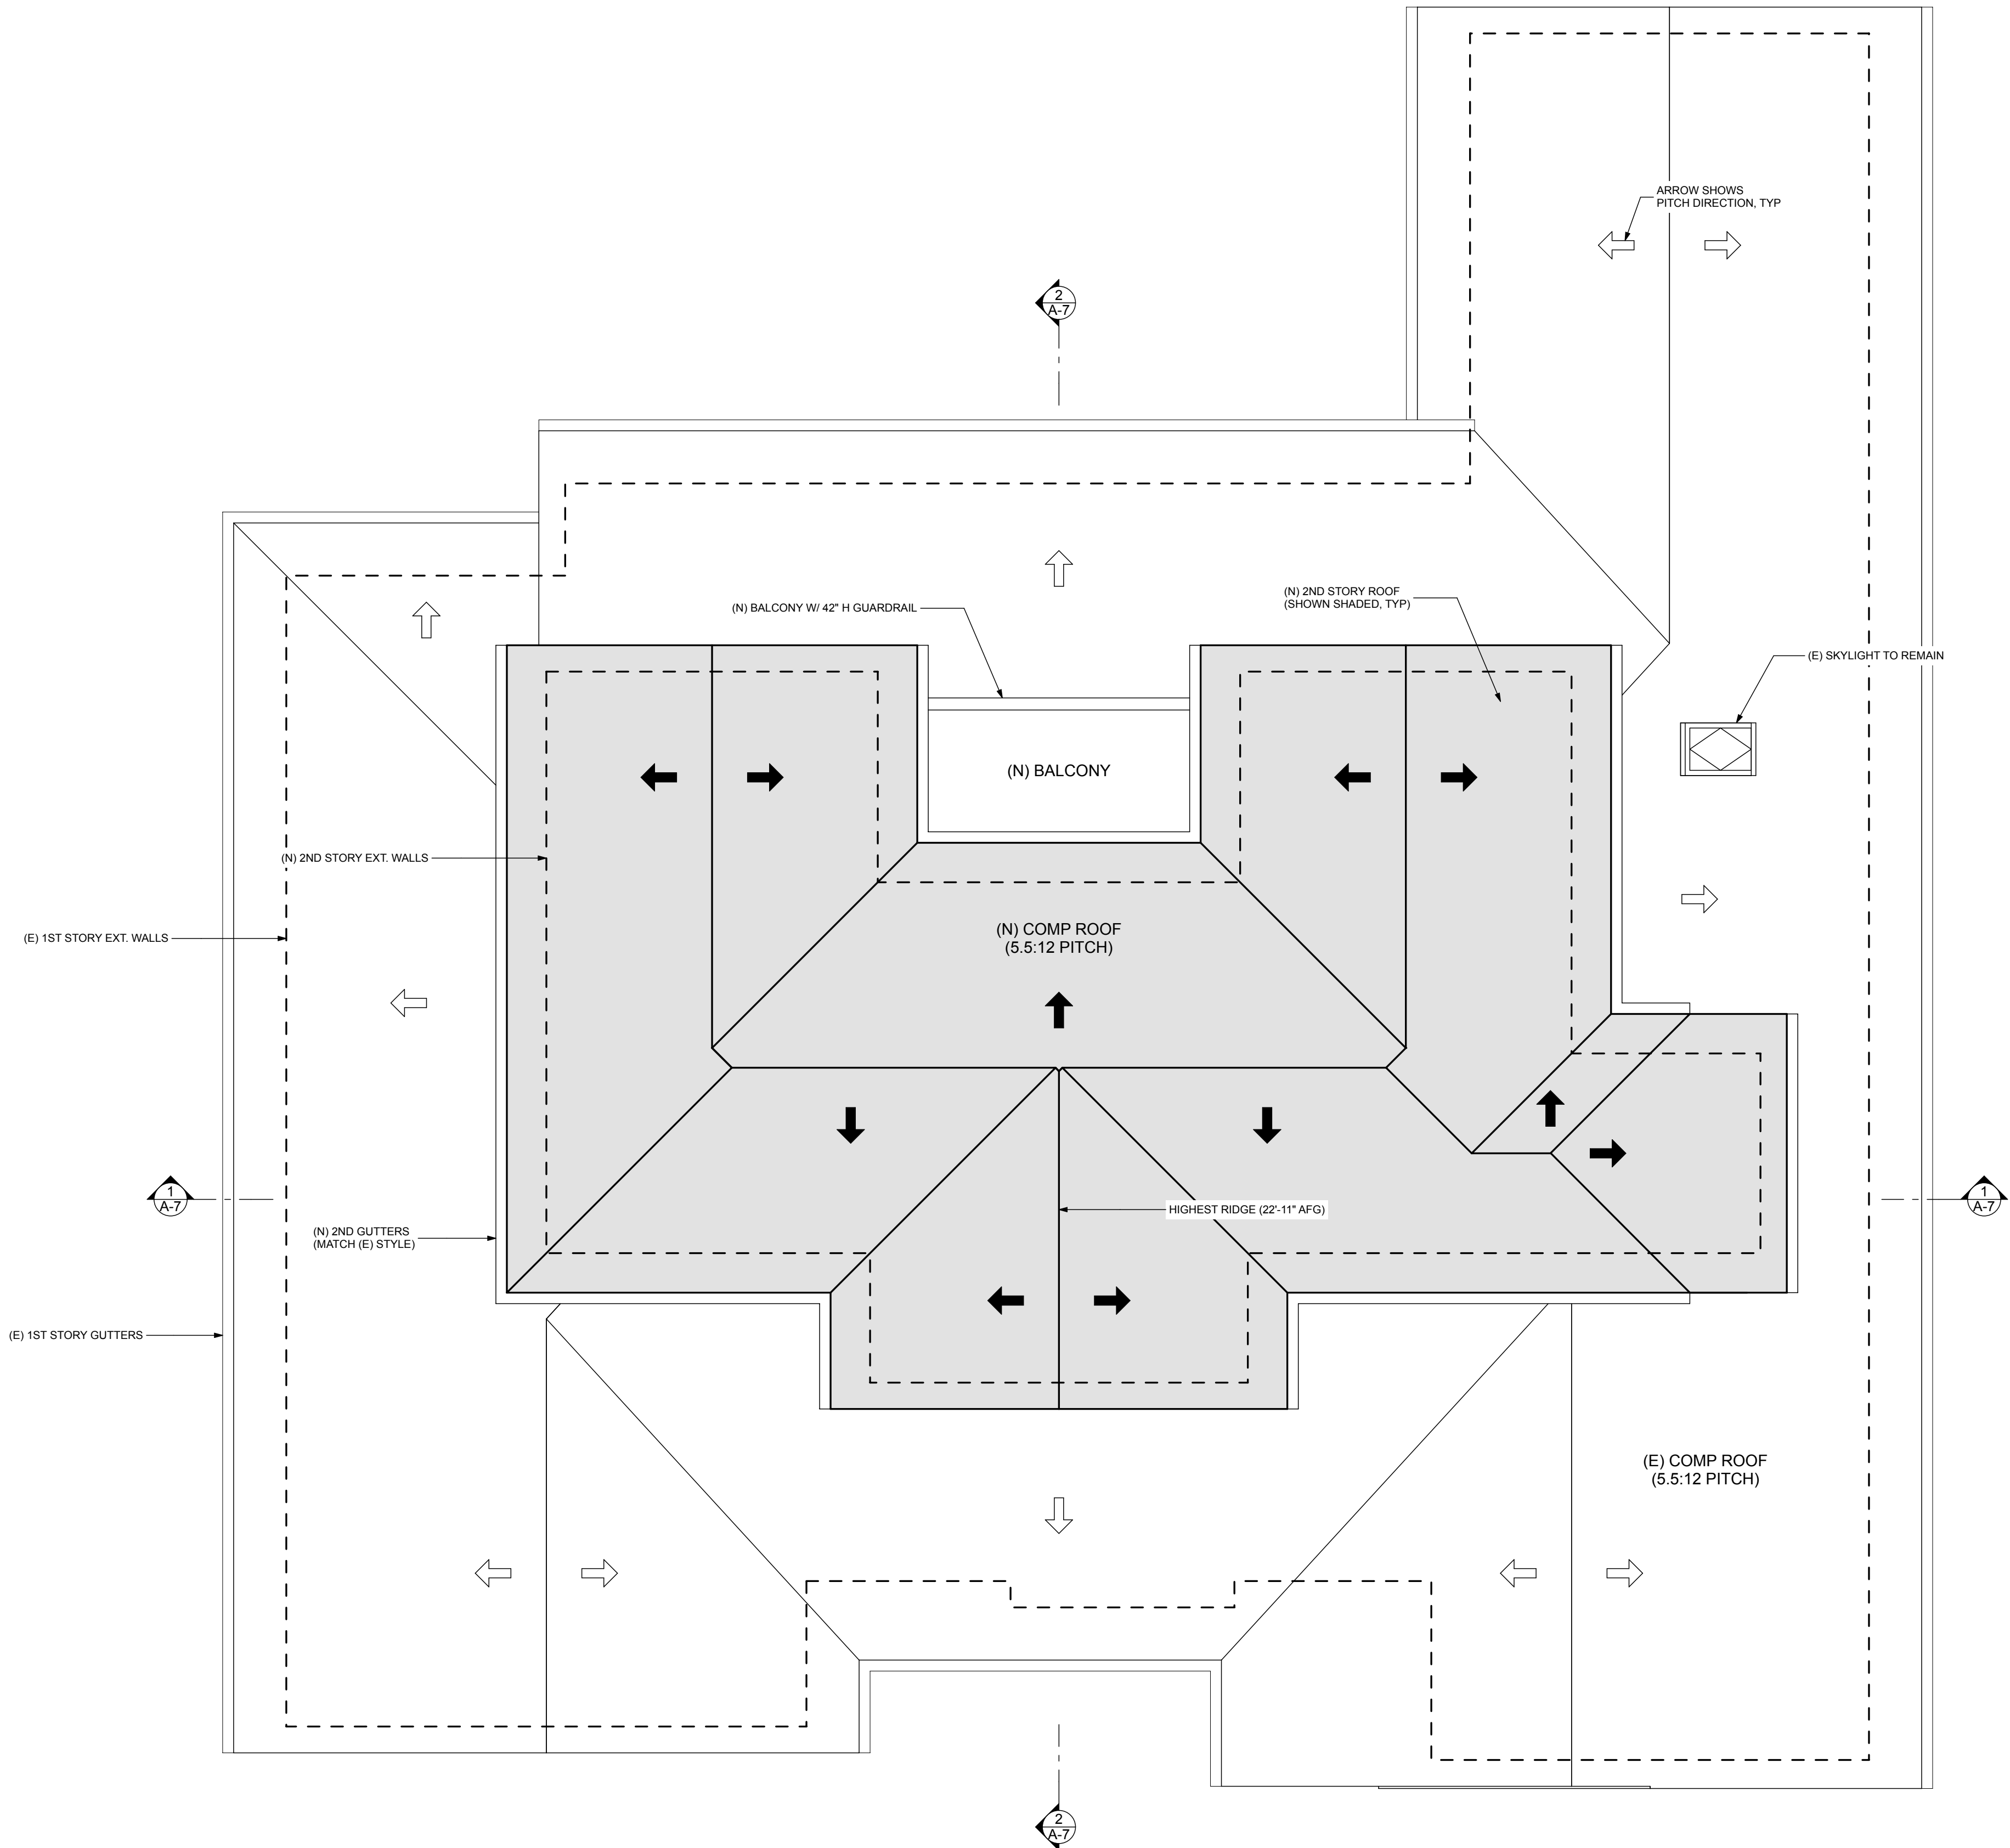 ARROW SHOWS
PITCH DIRECTION, TYP
2
A-7
(N) 2ND STORY ROOF
(SHOWN SHADED, TYP)
(N) BALCONY W/ 42" H GUARDRAIL
(E) SKYLIGHT TO REMAIN
(N) BALCONY
(N) 2ND STORY EXT. WALLS
(N) COMP ROOF
(5.5:12 PITCH)
(E) 1ST STORY EXT. WALLS
1
A-7
1
A-7
HIGHEST RIDGE (22'-11" AFG)
(N) 2ND GUTTERS
(MATCH (E) STYLE)
(E) 1ST STORY GUTTERS
(E) COMP ROOF
(5.5:12 PITCH)
2
A-7